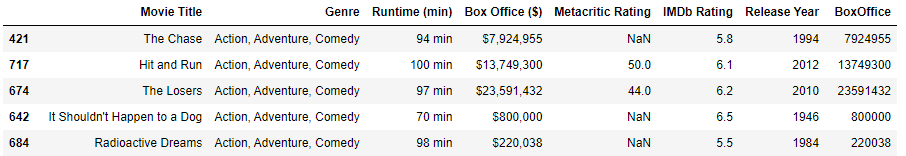 Movie Title Genre Runtime (min) Box Office ($) Metacritic Rating IMDb Rating Release Year BoxOffice
421 The Chase Action, Adventure, Comedy 94 min $7,924,955 NaN 5.8 1994 7924955
717 Hit and Run Action, Adventure, Comedy 100 min $13,749,300 50.0 6.1 2012 13749300
674 The Losers Action, Adventure, Comedy 97 min $23,591,432 44.0 6.2 2010 23591432
642 It Shouldn't Happen to a Dog Action, Adventure, Comedy 70 min $800,000 NaN 6.5 1946 800000
684 Radioactive Dreams Action, Adventure, Comedy 98 min $220,038 NaN 5.5 1984 220038